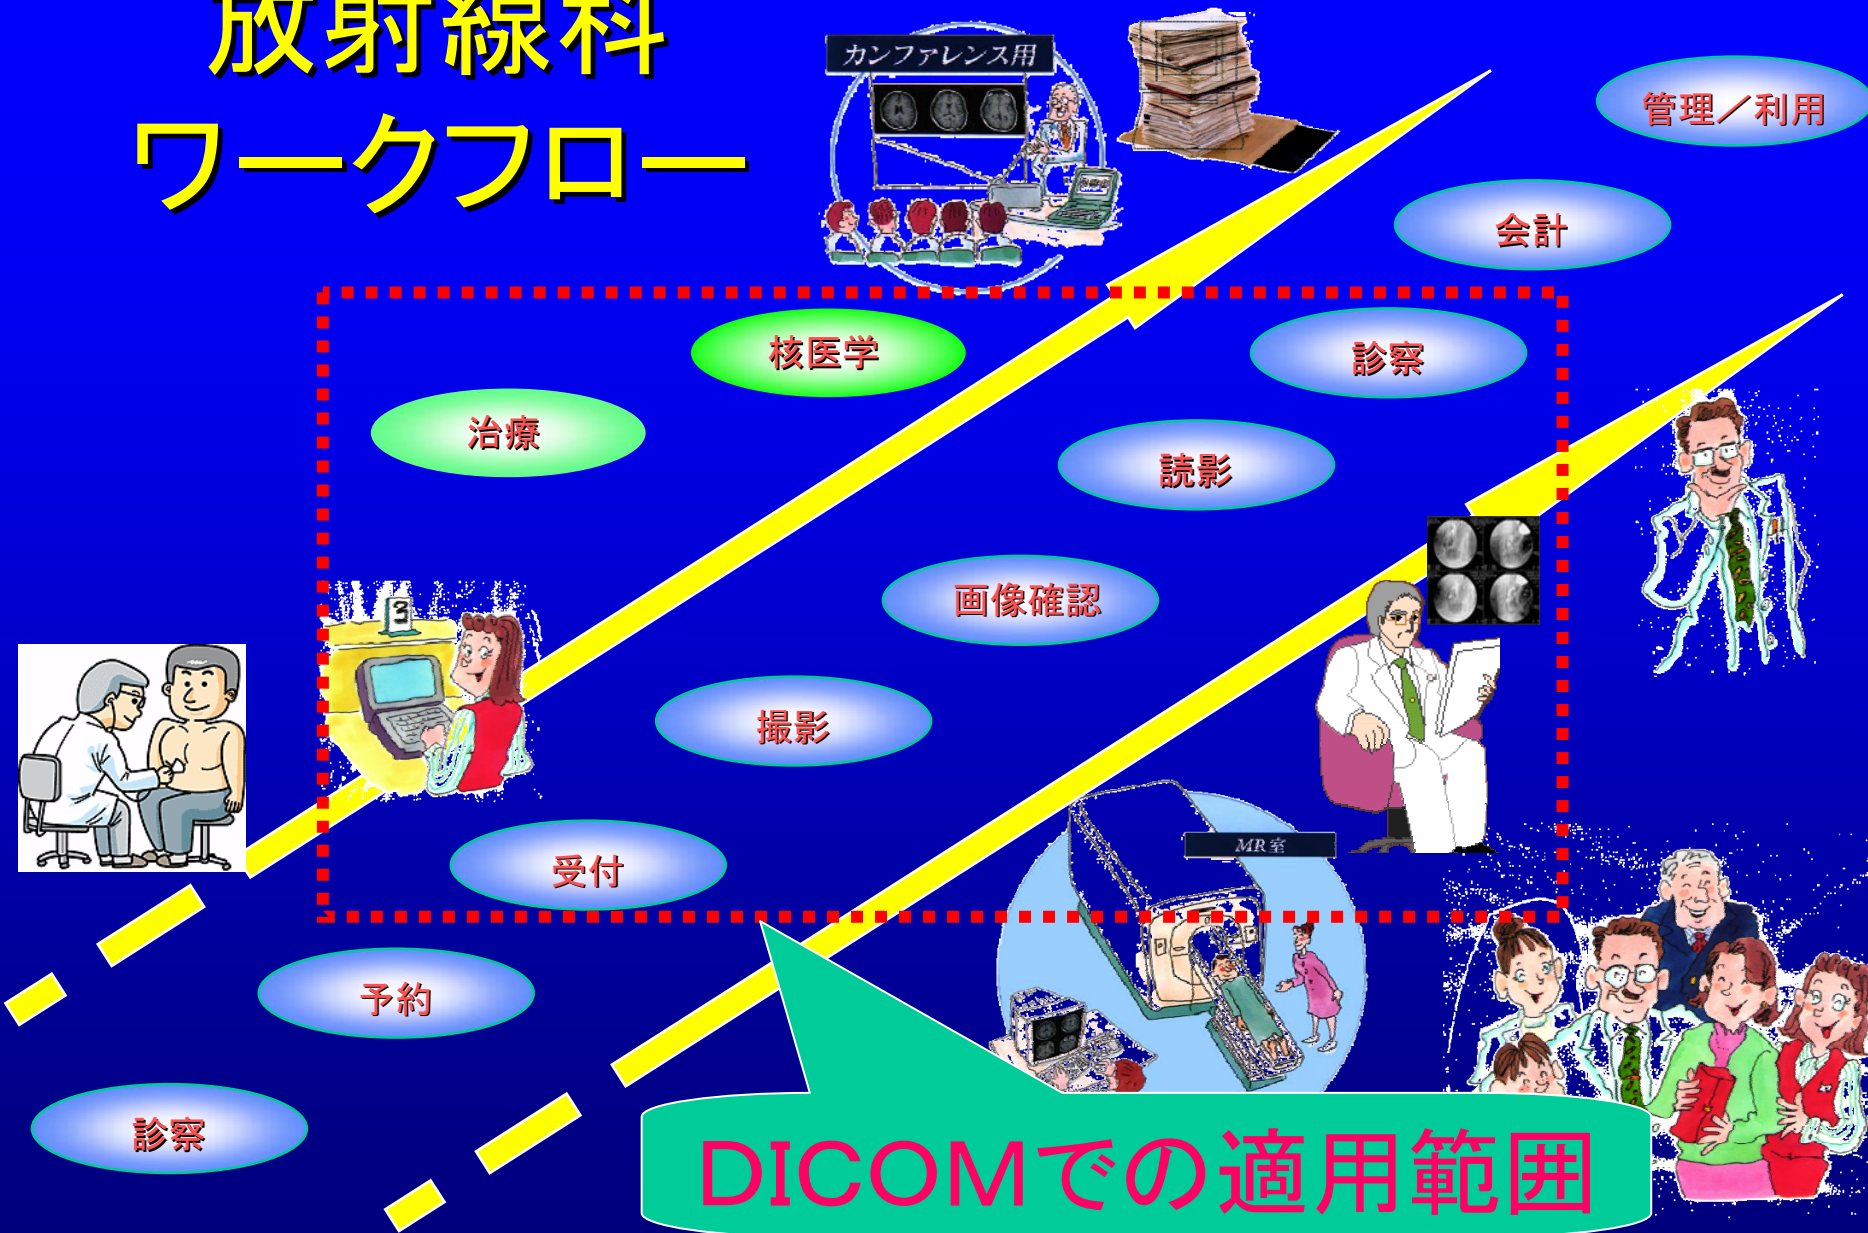 放射線科
ワークフロー
カンファレンス用
管理／利用
会計
核医学
診察
治療
読影
画像確認
3
撮影
MR室
受付
予約
診察
DICOMでの適用範囲